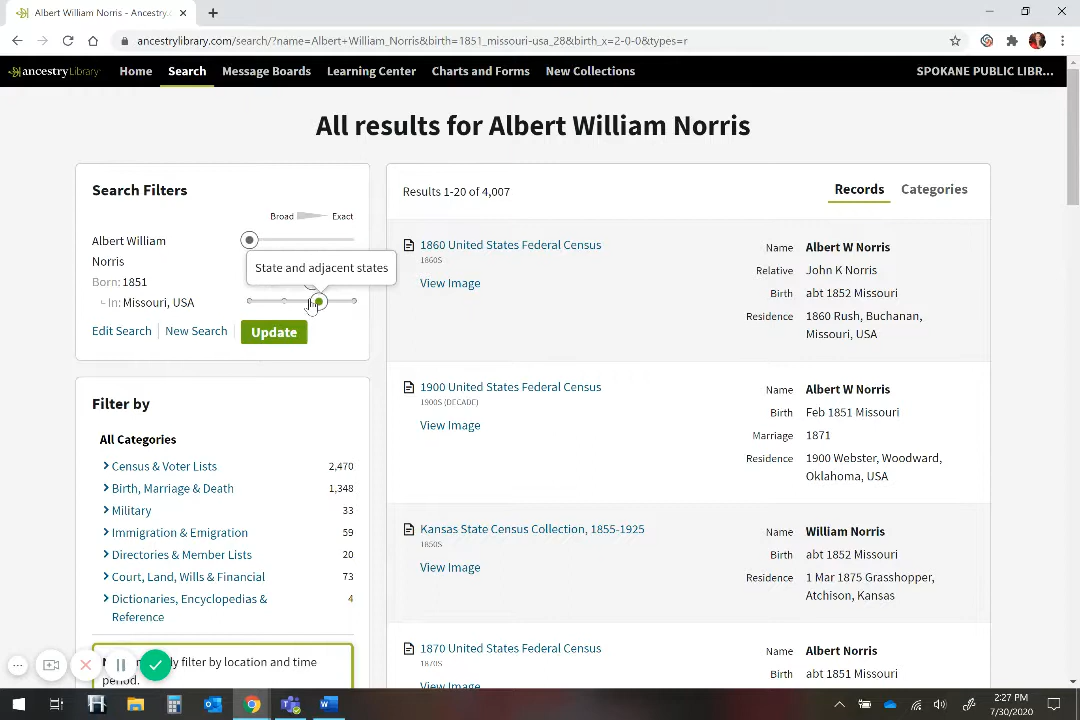 Albert William Norris - Ancestry.
ancestrylibrary.com/search/?name=Albert+William_Norris&birth=1851_missouri-usa_28&birth_x=2-0-0&types=r
ancestryLibrary
Home
Search
Message Boards
Learning Center
Charts and Forms
New Collections
SPOKANE PUBLIC LIBR...
All results for Albert William Norris
Search Filters
Broad
Exact
Albert William
Norris
State and adjacent states
Born: 1851
In: Missouri, USA
Edit Search
New Search
Update
Filter by
All Categories
Census & Voter Lists 2,470
Birth, Marriage & Death 1,348
Military 33
Immigration & Emigration 59
Directories & Member Lists 20
Court, Land, Wills & Financial 73
Dictionaries, Encyclopedias & 4
Reference
filter by location and time
period.
Results 1-20 of 4,007
Records
Categories
1860 United States Federal Census
1860S
View Image
Name Albert W Norris
Relative John K Norris
Birth abt 1852 Missouri
Residence 1860 Rush, Buchanan,
Missouri, USA
1900 United States Federal Census
1900S (DECADE)
View Image
Name Albert W Norris
Birth Feb 1851 Missouri
Marriage 1871
Residence 1900 Webster, Woodward,
Oklahoma, USA
Kansas State Census Collection, 1855-1925
1850S
View Image
Name William Norris
Birth abt 1852 Missouri
Residence 1 Mar 1875 Grasshopper,
Atchison, Kansas
1870 United States Federal Census
1870S
View Image
Name Albert Norris
Birth abt 1851 Missouri
2:27 PM
7/30/2020